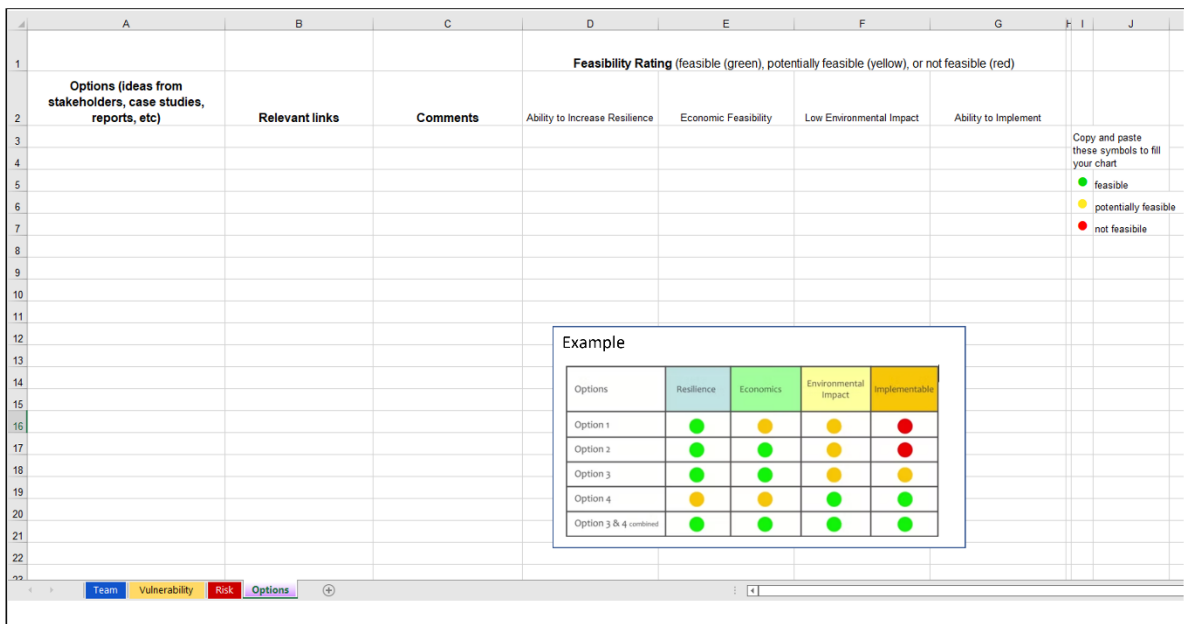 A B C D E F G H I J
1 Feasibility Rating (feasible (green), potentially feasible (yellow), or not feasible (red)
Options (ideas from
stakeholders, case studies,
2 reports, etc) Relevant links Comments Ability to Increase Resilience Economic Feasibility Low Environmental Impact Ability to Implement
3 Copy and paste
these symbols to fill
4 your chart
5 feasible
6 potentially feasible
7 not feasibile
8
9
10
11
12
Example
13
14
Options Resilience Economics Environmental
Impact Implementable
15
16 Option 1
17 Option 2
18 Option 3
19 Option 4
20
Option 3 & 4 combined
21
22
23
Team Vulnerability Risk Options